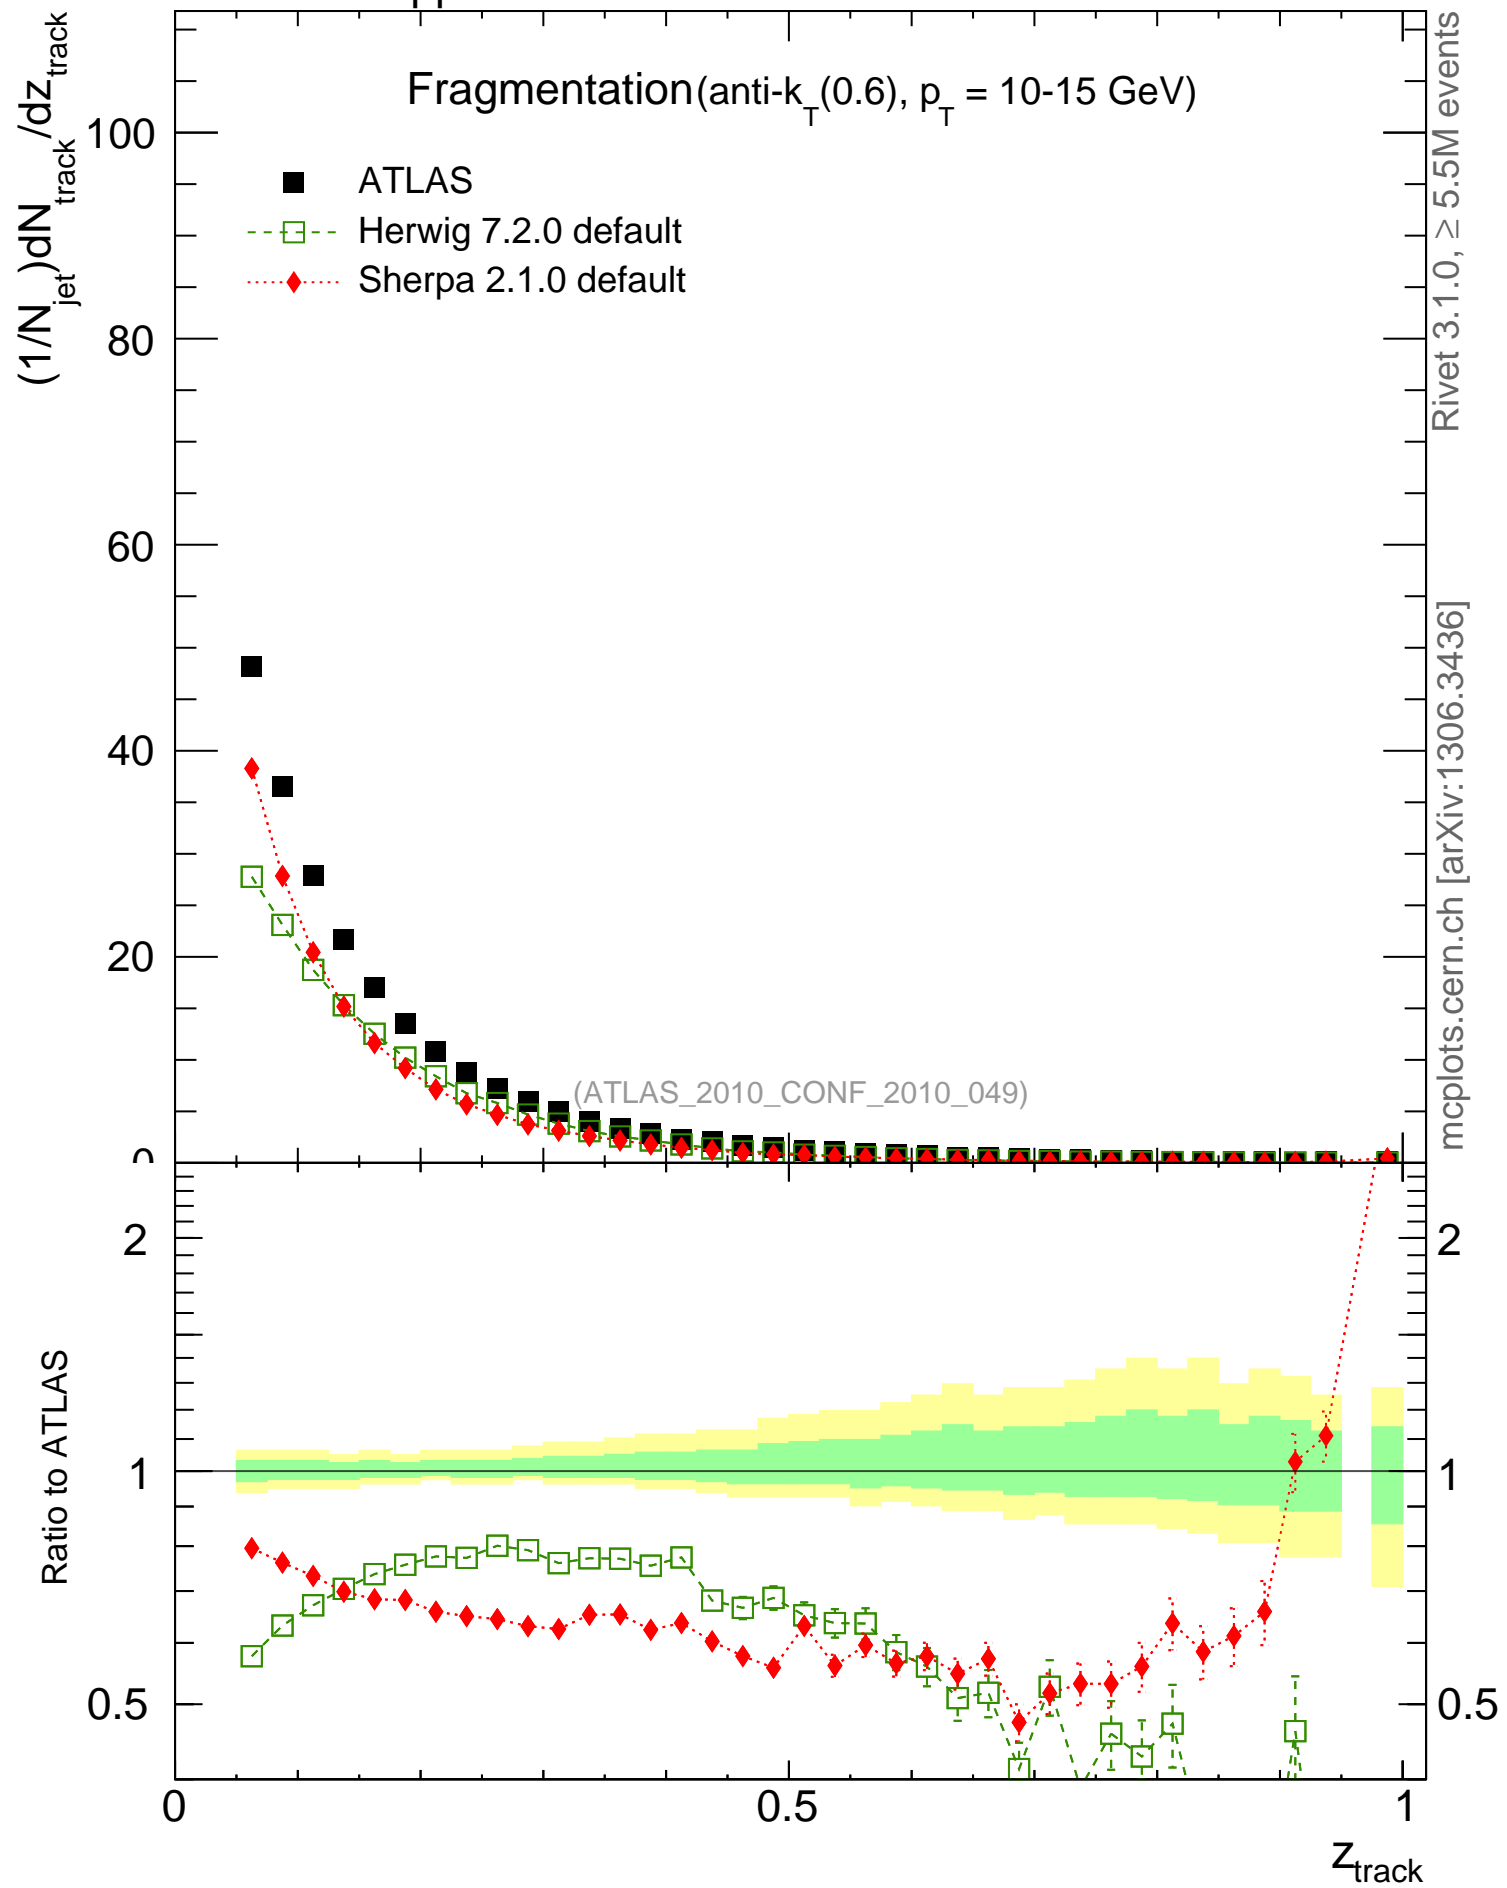 Fragmentation (anti-k_T(0.6), p_T = 10-15 GeV)
(1/N_jet)dN_track/dz_track
ATLAS
Herwig 7.2.0 default
Sherpa 2.1.0 default
100
80
60
40
20
0
(ATLAS_2010_CONF_2010_049)
Rivet 3.1.0, ≥ 5.5M events
mcplots.cern.ch [arXiv:1306.3436]
Ratio to ATLAS
2
1
0.5
2
1
0.5
0
0.5
1
z_track